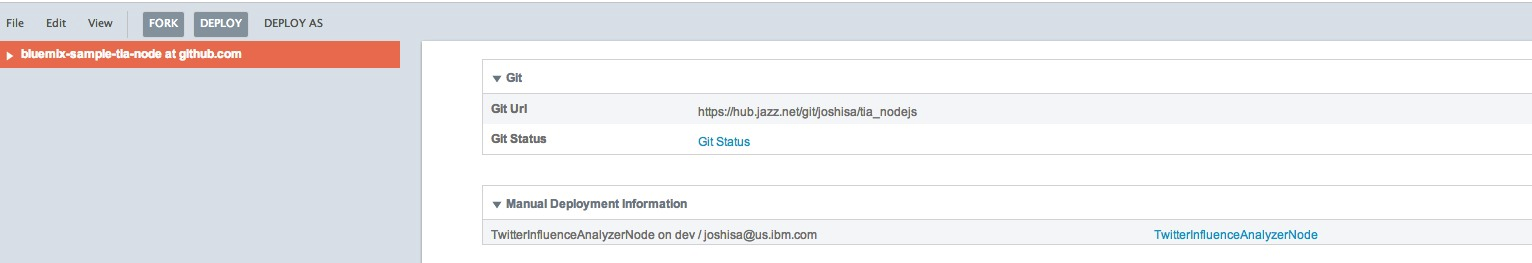 File Edit View FORK DEPLOY DEPLOY AS
bluemix-sample-tia-node at github.com
Git
Git Url https://hub.jazz.net/git/joshisa/tia_nodejs
Git Status Git Status
Manual Deployment Information
TwitterInfluenceAnalyzerNode on dev / joshisa@us.ibm.com TwitterInfluenceAnalyzerNode